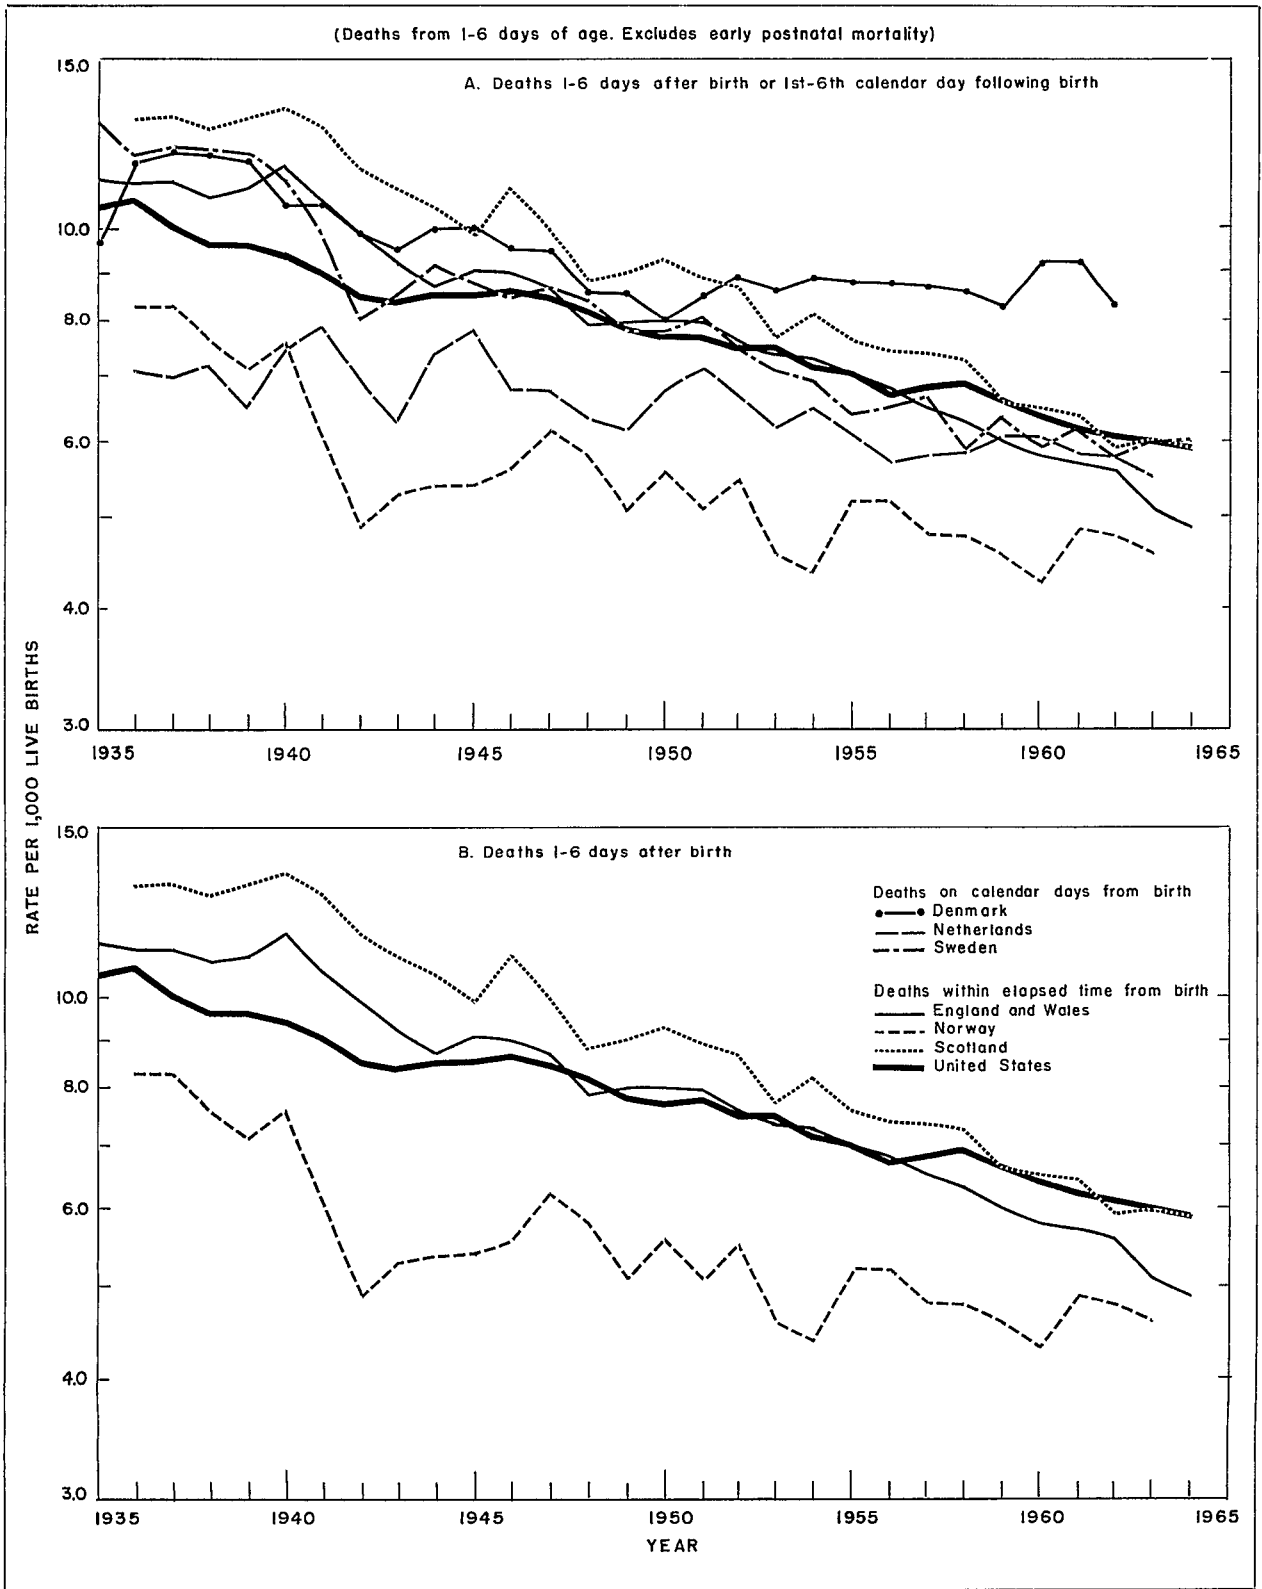 (Deaths from 1-6 days of age. Excludes early postnatal mortality)
A. Deaths 1-6 days after birth or 1st-6th calendar day following birth
15.0
10.0
8.0
6.0
4.0
3.0
1935 1940 1945 1950 1955 1960 1965
RATE PER 1,000 LIVE BIRTHS
B. Deaths 1-6 days after birth
15.0
10.0
8.0
6.0
4.0
3.0
Deaths on calendar days from birth
Denmark
Netherlands
Sweden
Deaths within elapsed time from birth
England and Wales
Norway
Scotland
United States
1935 1940 1945 1950 1955 1960 1965
YEAR